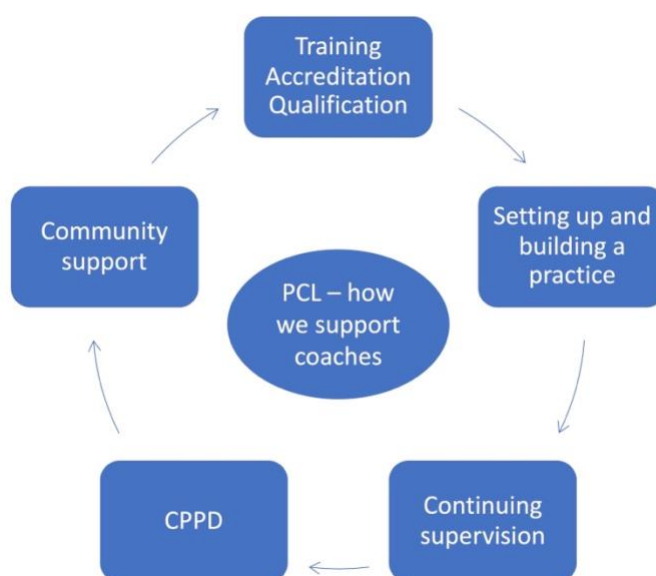 Training
Accreditation
Qualification
Setting up and
building a
practice
Continuing
supervision
CPPD
Community
support
PCL – how
we support
coaches